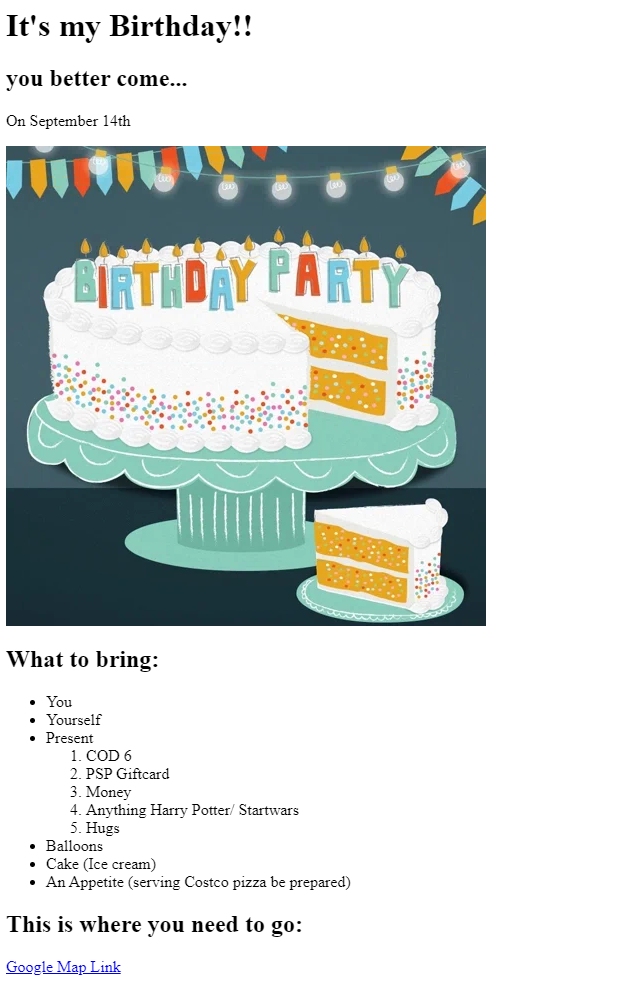 It's my Birthday!!
you better come...
On September 14th
BIRTHDAY PARTY
What to bring:
• You
• Yourself
• Present
1. COD 6
2. PSP Giftcard
3. Money
4. Anything Harry Potter/ Startwars
5. Hugs
• Balloons
• Cake (Ice cream)
• An Appetite (serving Costco pizza be prepared)
This is where you need to go:
Google Map Link